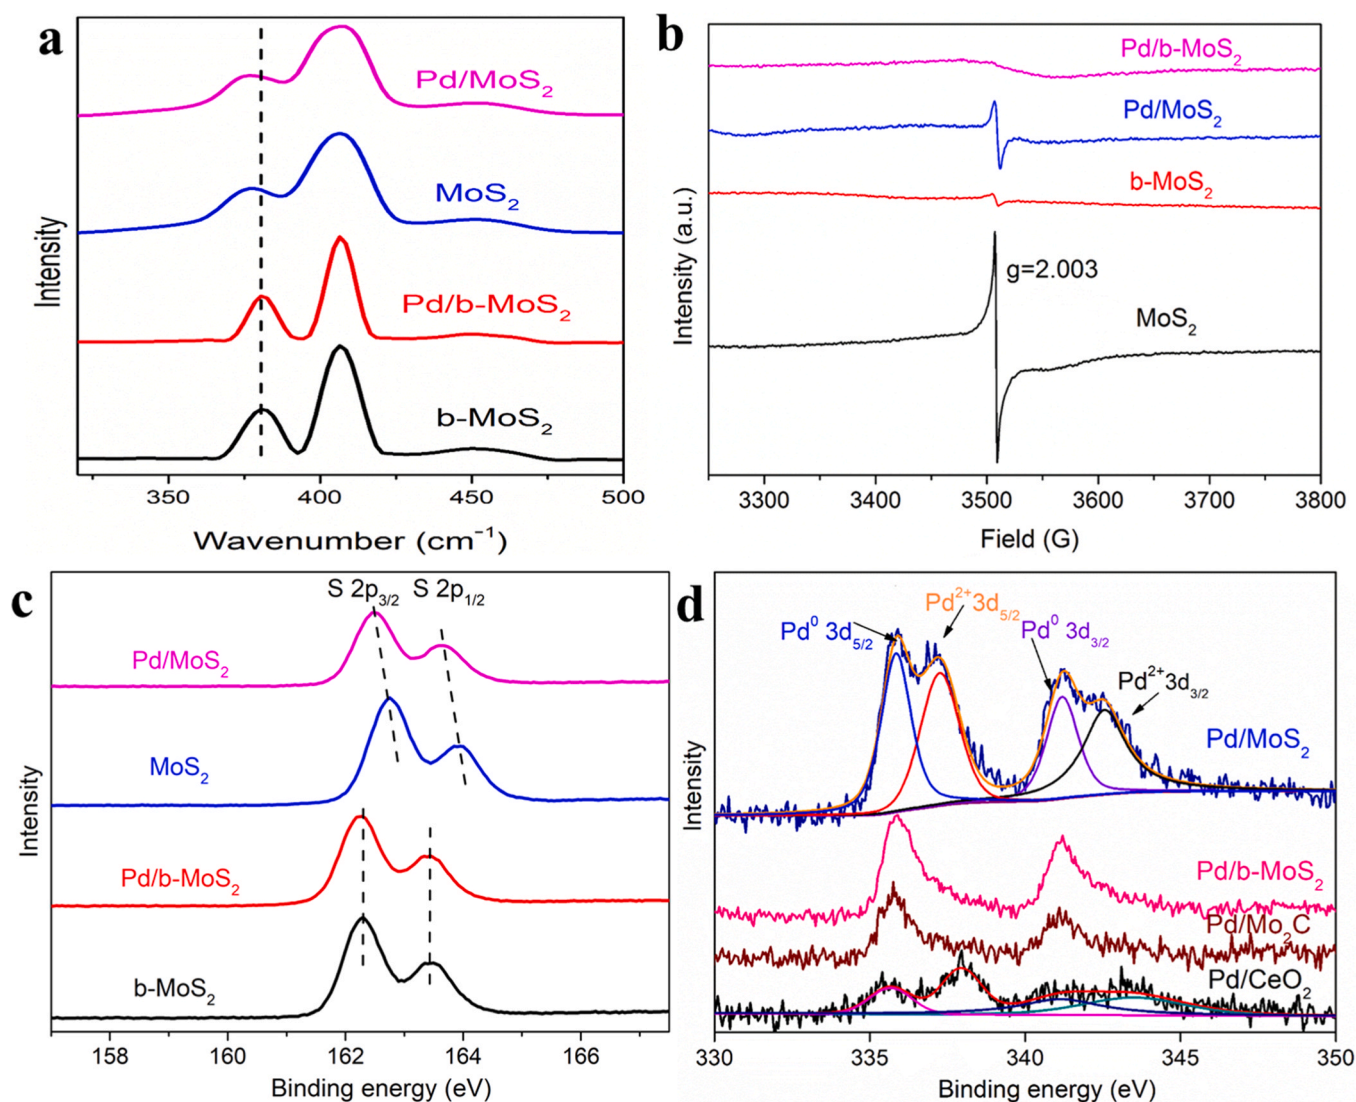 a
Pd/MoS₂
MoS₂
Pd/b-MoS₂
b-MoS₂
Intensity
350 400 450 500
Wavenumber (cm⁻¹)
b
Pd/b-MoS₂
Pd/MoS₂
b-MoS₂
g=2.003
MoS₂
Intensity (a.u.)
3300 3400 3500 3600 3700 3800
Field (G)
c
S 2p₃/₂ S 2p₁/₂
Pd/MoS₂
MoS₂
Pd/b-MoS₂
b-MoS₂
Intensity
158 160 162 164 166
Binding energy (eV)
d
Pd⁰ 3d₅/₂
Pd²⁺3d₅/₂
Pd⁰ 3d₃/₂
Pd²⁺3d₃/₂
Pd/MoS₂
Pd/b-MoS₂
Pd/Mo₂C
Pd/CeO₂
Intensity
330 335 340 345 350
Binding energy (eV)